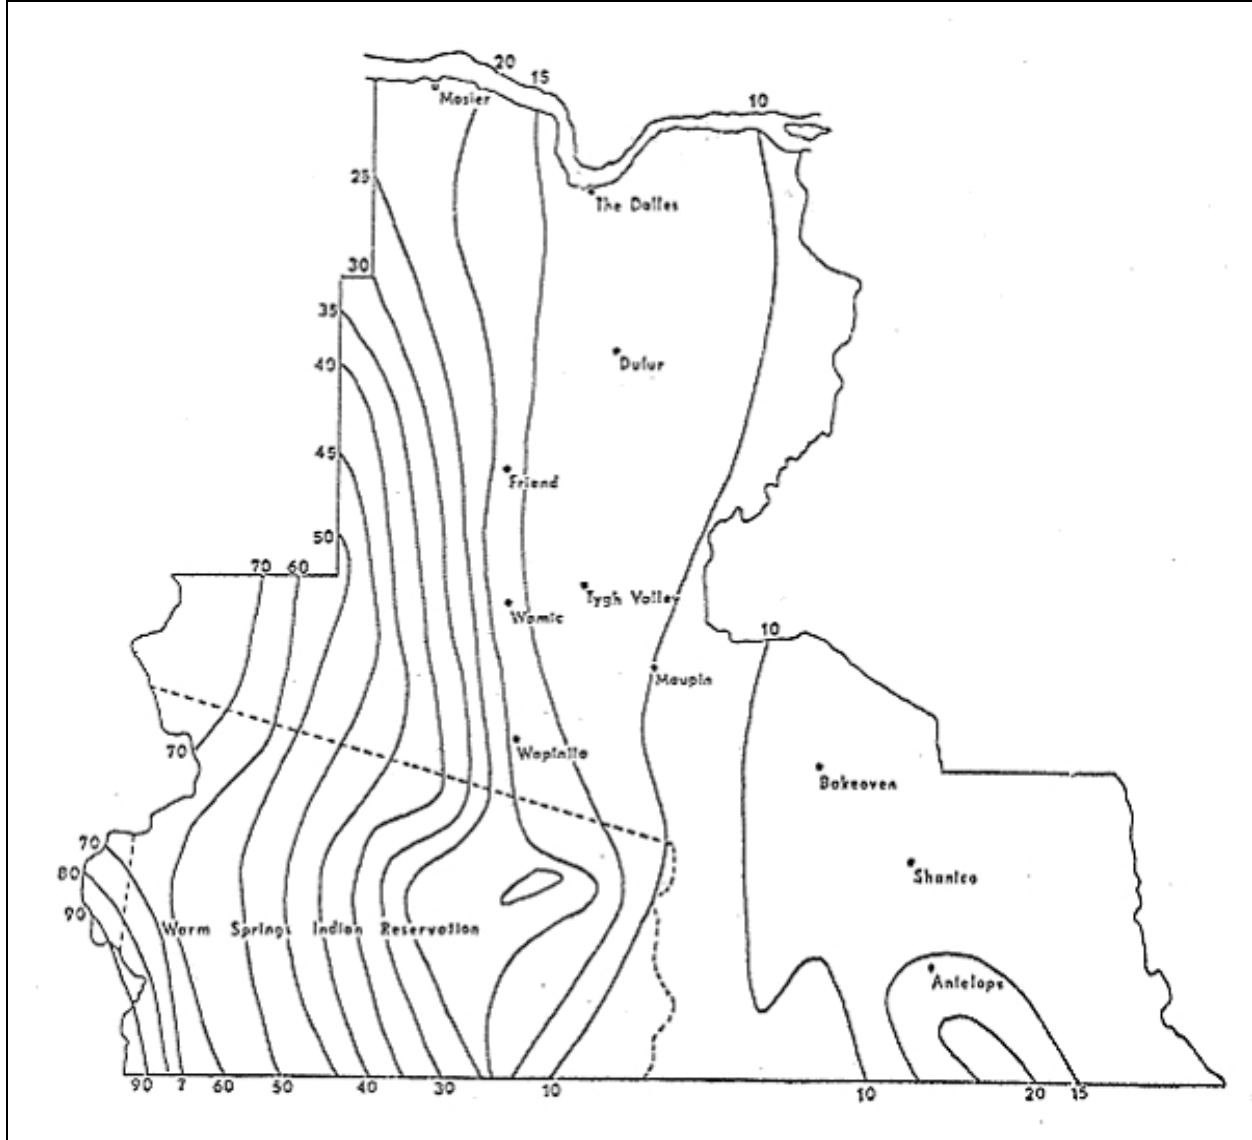 20
15
10
Mosier
25
The Dalles
30
35
Dufur
40
45
Friend
50
70 60
Tygh Valley
Wamic
10
Maupin
70
Wapinitia
Bakeoven
70
80
Shaniko
90
Warm Springs Indian Reservation
Antelope
90 7 60 50 40 30 10 10 20 15